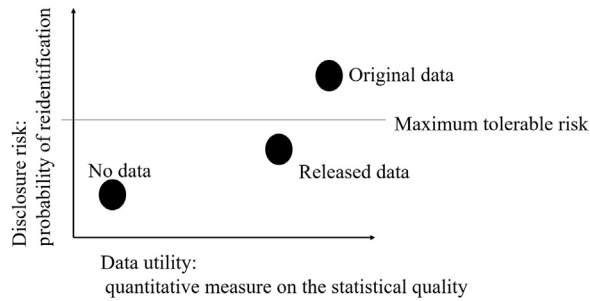 Disclosure risk:
probability of reidentification
Original data
Maximum tolerable risk
No data
Released data
Data utility:
quantitative measure on the statistical quality